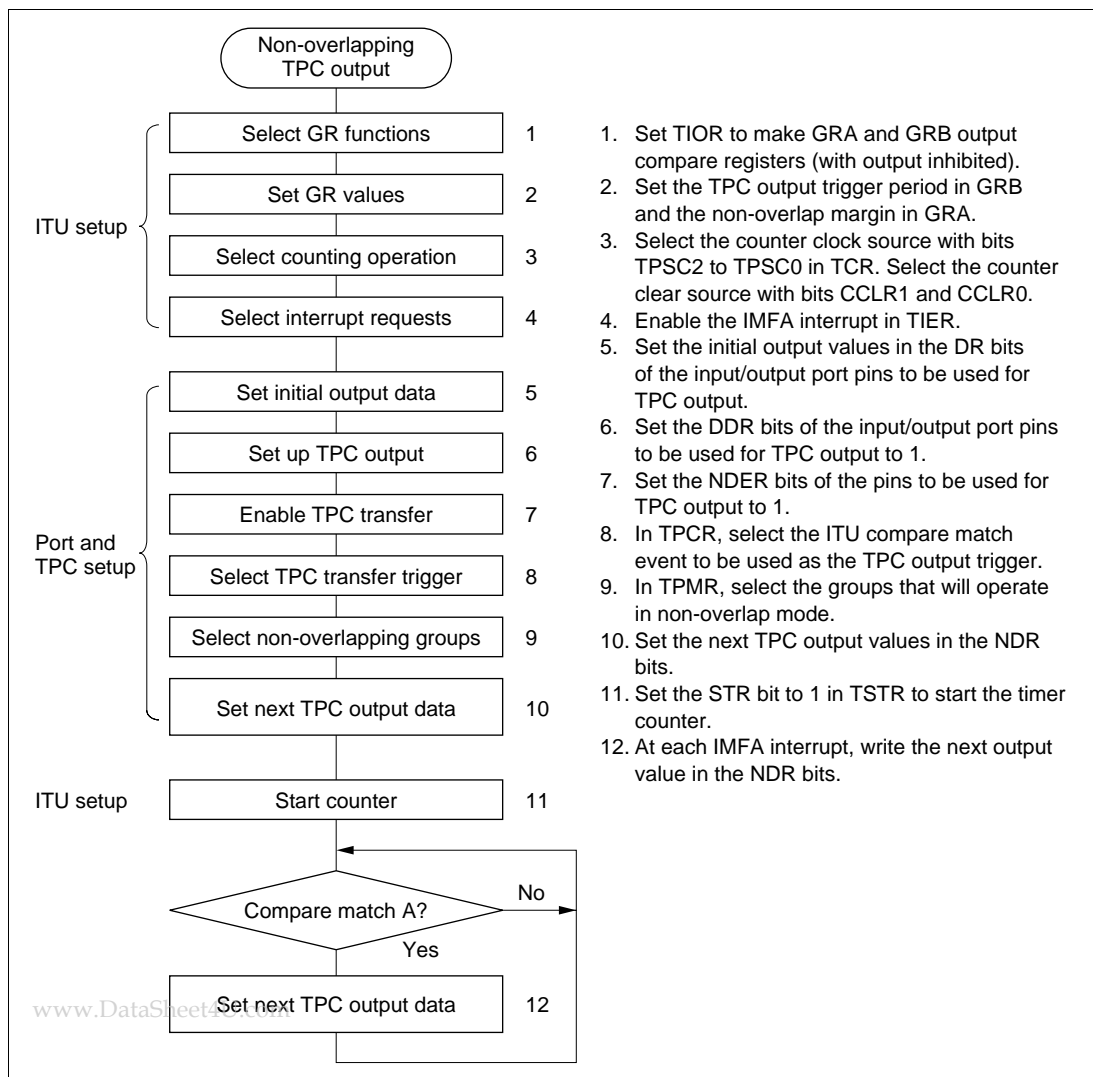 Non-overlapping
TPC output
ITU setup
Select GR functions 1
Set GR values 2
Select counting operation 3
Select interrupt requests 4
Port and
TPC setup
Set initial output data 5
Set up TPC output 6
Enable TPC transfer 7
Select TPC transfer trigger 8
Select non-overlapping groups 9
Set next TPC output data 10
ITU setup
Start counter 11
Compare match A?
No
Yes
Set next TPC output data 12
1. Set TIOR to make GRA and GRB output
compare registers (with output inhibited).
2. Set the TPC output trigger period in GRB
and the non-overlap margin in GRA.
3. Select the counter clock source with bits
TPSC2 to TPSC0 in TCR. Select the counter
clear source with bits CCLR1 and CCLR0.
4. Enable the IMFA interrupt in TIER.
5. Set the initial output values in the DR bits
of the input/output port pins to be used for
TPC output.
6. Set the DDR bits of the input/output port pins
to be used for TPC output to 1.
7. Set the NDER bits of the pins to be used for
TPC output to 1.
8. In TPCR, select the ITU compare match
event to be used as the TPC output trigger.
9. In TPMR, select the groups that will operate
in non-overlap mode.
10. Set the next TPC output values in the NDR
bits.
11. Set the STR bit to 1 in TSTR to start the timer
counter.
12. At each IMFA interrupt, write the next output
value in the NDR bits.
www.DataSheet4U.com